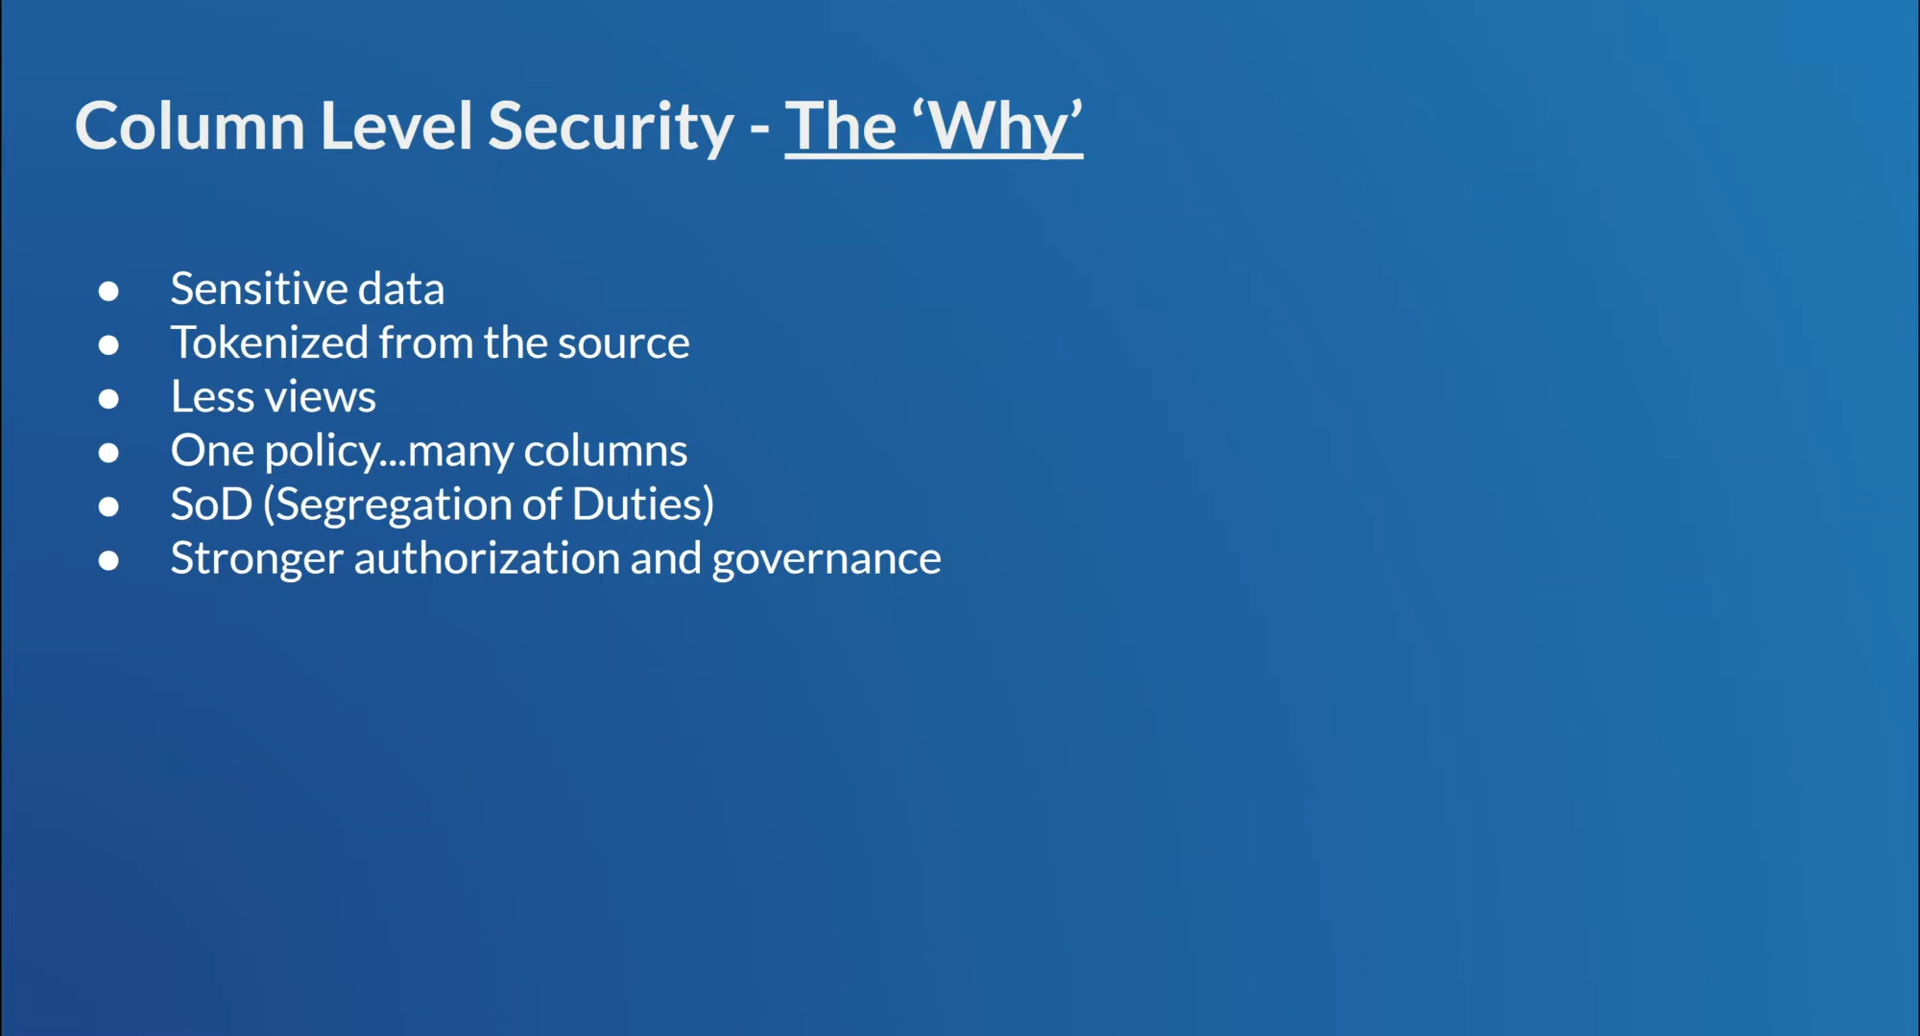 Column Level Security - The ‘Why’
● Sensitive data
● Tokenized from the source
● Less views
● One policy...many columns
● SoD (Segregation of Duties)
● Stronger authorization and governance